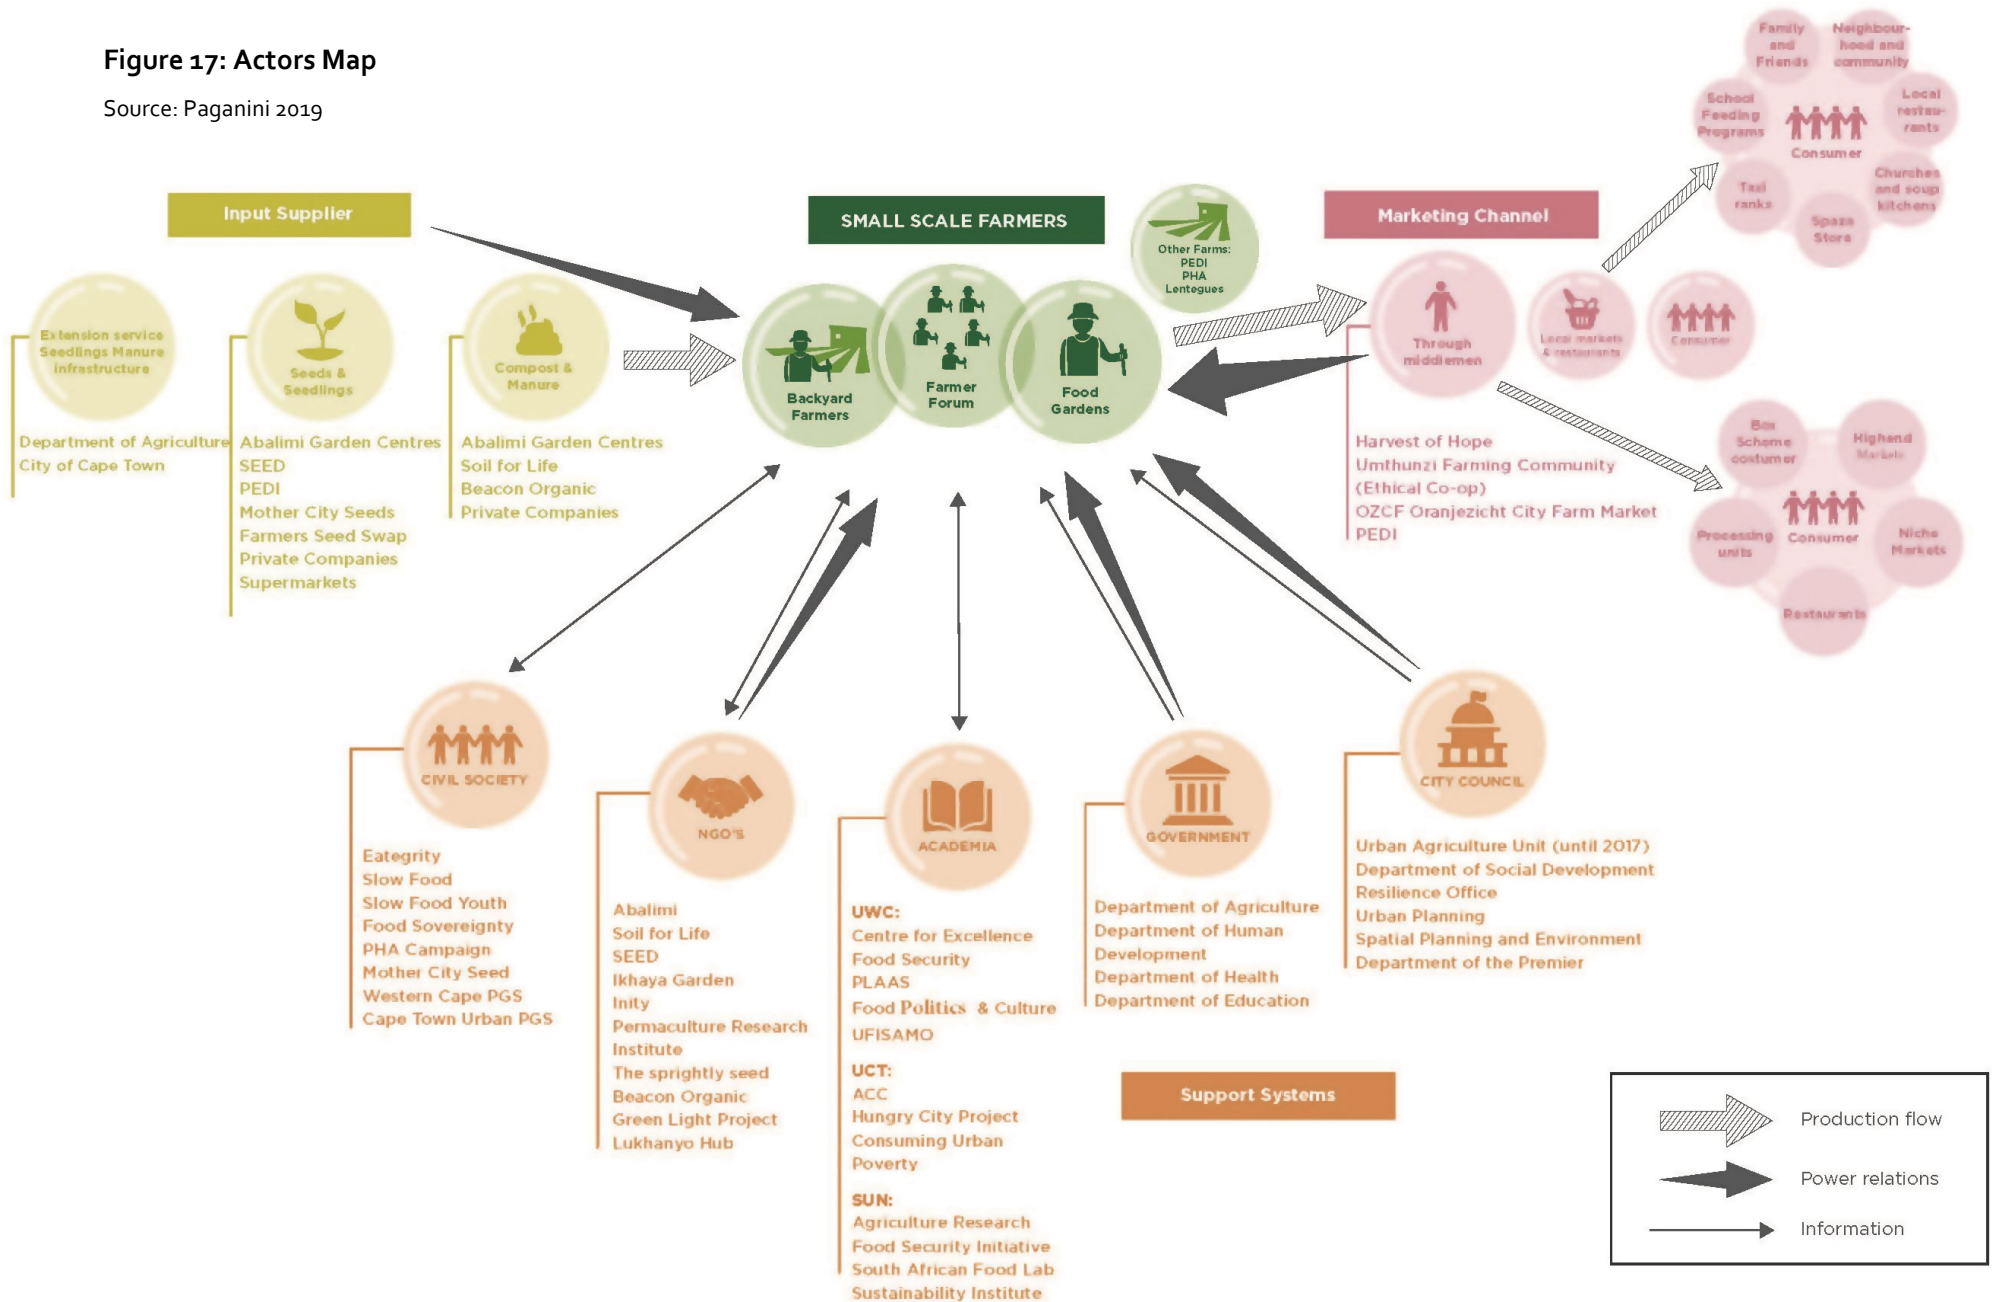 Figure 17: Actors Map
Source: Paganini 2019
Input Supplier
Extension service
Seedlings Manure
infrastructure
Department of Agriculture
City of Cape Town
Seeds &
Seedlings
Abalimi Garden Centres
SEED
PEDI
Mother City Seeds
Farmers Seed Swap
Private Companies
Supermarkets
Compost &
Manure
Abalimi Garden Centres
Soil for Life
Beacon Organic
Private Companies
SMALL SCALE FARMERS
Backyard
Farmers
Farmer
Forum
Food
Gardens
Other Farms:
PEDI
PHA
Lentegues
Marketing Channel
Through
middlemen
Local markets
& restaurants
Consumer
Harvest of Hope
Umthunzi Farming Community
(Ethical Co-op)
OZCF Oranjezicht City Farm Market
PEDI
Family
and
Friends
Neighbour-
hood and
community
School
Feeding
Programs
Local
restau-
rants
Consumer
Taxi
ranks
Churches
and soup
kitchens
Spaza
Store
Box
Scheme
costumer
Highend
Markets
Processing
units
Consumer
Niche
Markets
Restaurants
CIVIL SOCIETY
Eategrity
Slow Food
Slow Food Youth
Food Sovereignty
PHA Campaign
Mother City Seed
Western Cape PGS
Cape Town Urban PGS
NGO'S
Abalimi
Soil for Life
SEED
Ikhaya Garden
Inity
Permaculture Research
Institute
The sprightly seed
Beacon Organic
Green Light Project
Lukhanyo Hub
ACADEMIA
UWC:
Centre for Excellence
Food Security
PLAAS
Food Politics & Culture
UFISAMO
UCT:
ACC
Hungry City Project
Consuming Urban
Poverty
SUN:
Agriculture Research
Food Security Initiative
South African Food Lab
Sustainability Institute
GOVERNMENT
Department of Agriculture
Department of Human
Development
Department of Health
Department of Education
CITY COUNCIL
Urban Agriculture Unit (until 2017)
Department of Social Development
Resilience Office
Urban Planning
Spatial Planning and Environment
Department of the Premier
Support Systems
Production flow
Power relations
Information